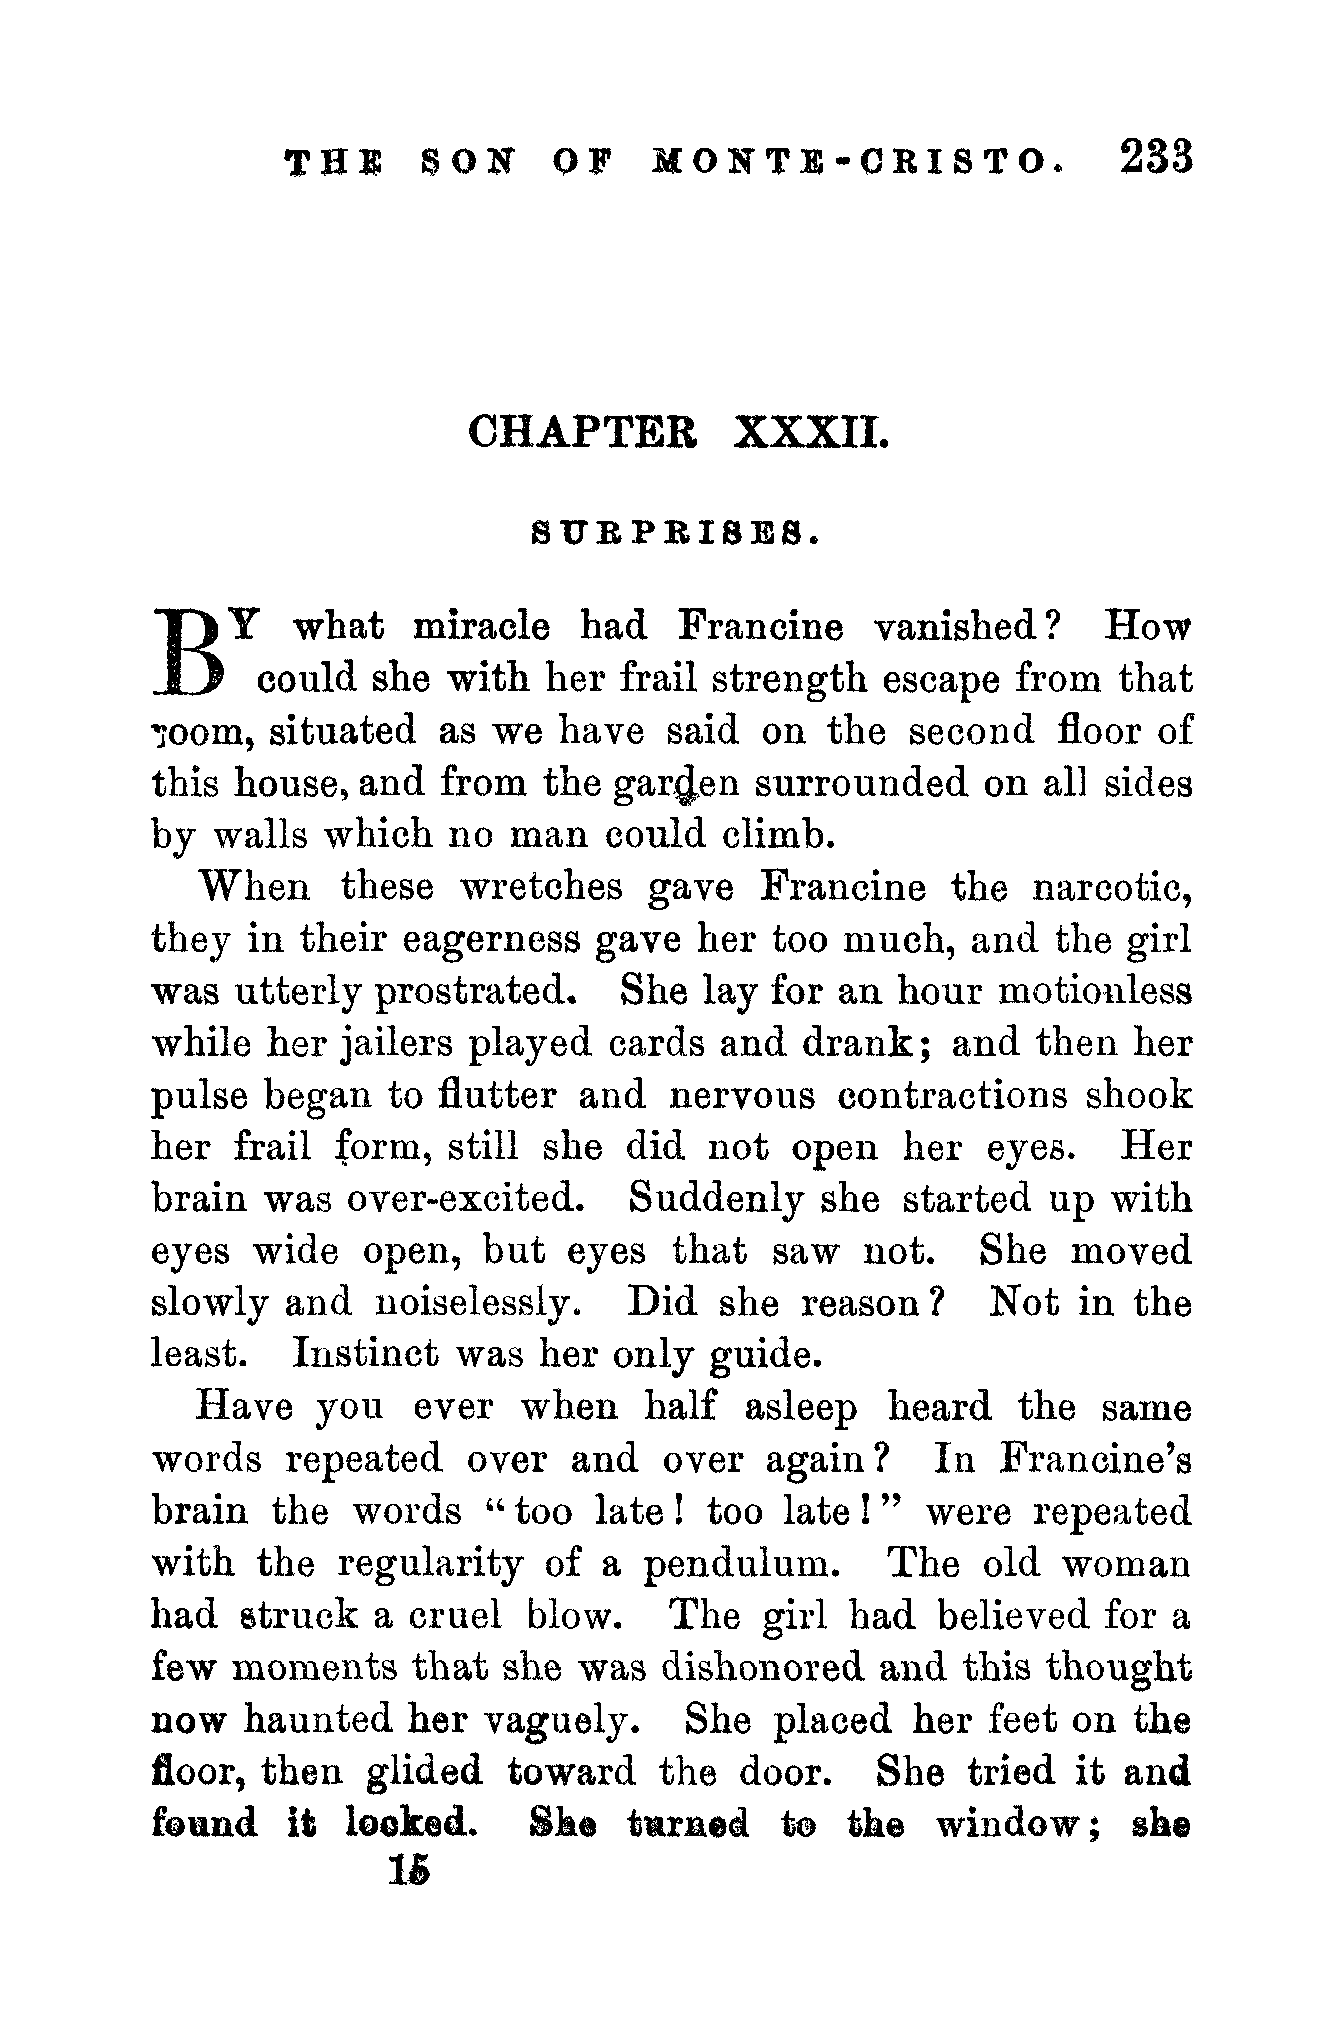 THE SON OF MONTE-CRISTO. 233
CHAPTER XXXII.
SURPRISES.
BY what miracle had Francine vanished? How
could she with her frail strength escape from that
room, situated as we have said on the second floor of
this house, and from the garden surrounded on all sides
by walls which no man could climb.
When these wretches gave Francine the narcotic,
they in their eagerness gave her too much, and the girl
was utterly prostrated. She lay for an hour motionless
while her jailers played cards and drank; and then her
pulse began to flutter and nervous contractions shook
her frail form, still she did not open her eyes. Her
brain was over-excited. Suddenly she started up with
eyes wide open, but eyes that saw not. She moved
slowly and noiselessly. Did she reason? Not in the
least. Instinct was her only guide.
Have you ever when half asleep heard the same
words repeated over and over again? In Francine's
brain the words "too late! too late!" were repeated
with the regularity of a pendulum. The old woman
had struck a cruel blow. The girl had believed for a
few moments that she was dishonored and this thought
now haunted her vaguely. She placed her feet on the
floor, then glided toward the door. She tried it and
found it locked. She turned to the window; she
15